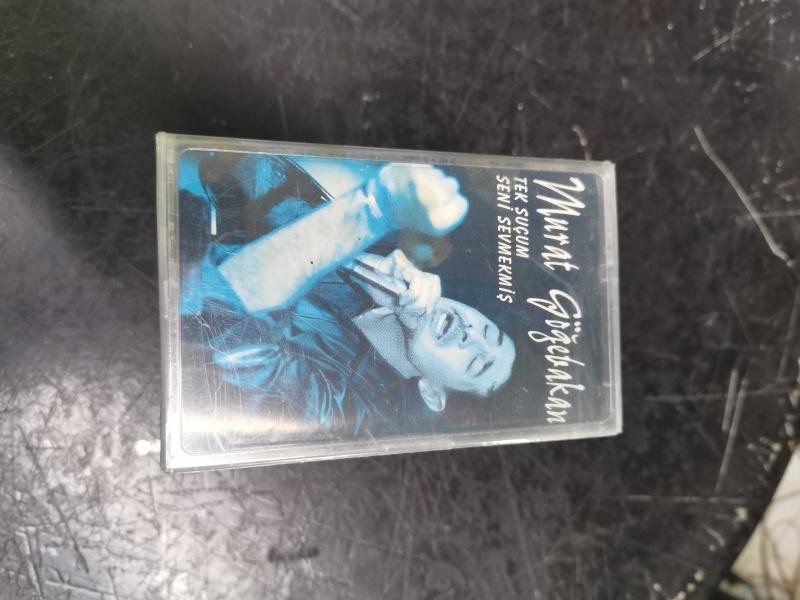 Murat Göğebakan
TEK SUÇUM
SENİ SEVMEKMİŞ